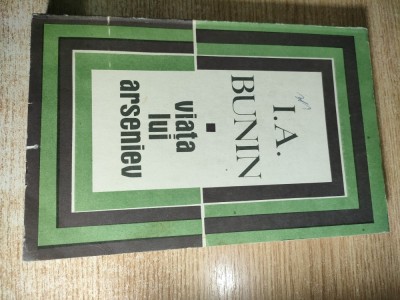 I.A.
BUNIN
viața
lui
arseniev